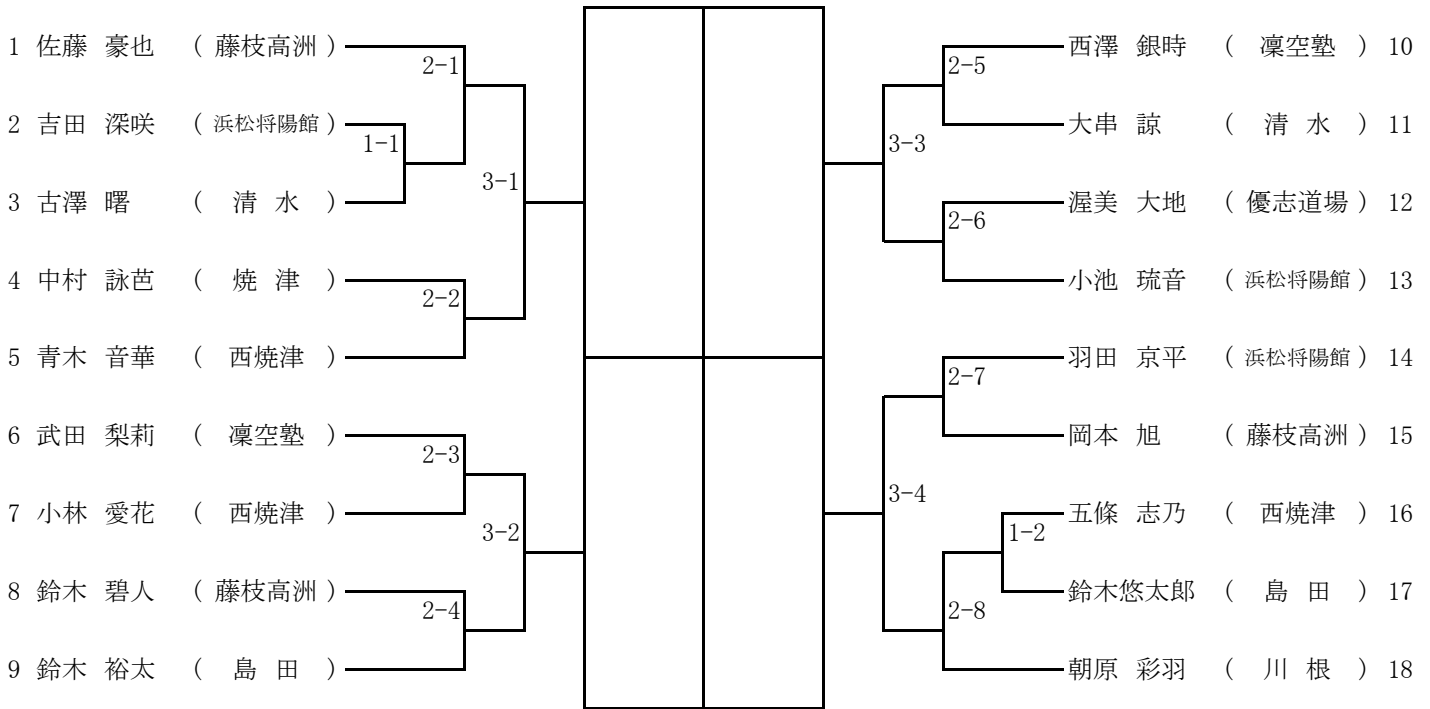 1 佐藤 豪也 ( 藤枝高洲 )
2-1
2 吉田 深咲 ( 浜松将陽館 )
1-1
3 古澤 曙 ( 清 水 )
3-1
4 中村 詠芭 ( 焼 津 )
2-2
5 青木 音華 ( 西焼津 )
6 武田 梨莉 ( 凜空塾 )
2-3
7 小林 愛花 ( 西焼津 )
3-2
8 鈴木 碧人 ( 藤枝高洲 )
2-4
9 鈴木 裕太 ( 島 田 )
西澤 銀時 ( 凜空塾 ) 10
2-5
大串 諒 ( 清 水 ) 11
3-3
渥美 大地 ( 優志道場 ) 12
2-6
小池 琉音 ( 浜松将陽館 ) 13
羽田 京平 ( 浜松将陽館 ) 14
2-7
岡本 旭 ( 藤枝高洲 ) 15
3-4
五條 志乃 ( 西焼津 ) 16
1-2
鈴木悠太郎 ( 島 田 ) 17
2-8
朝原 彩羽 ( 川 根 ) 18